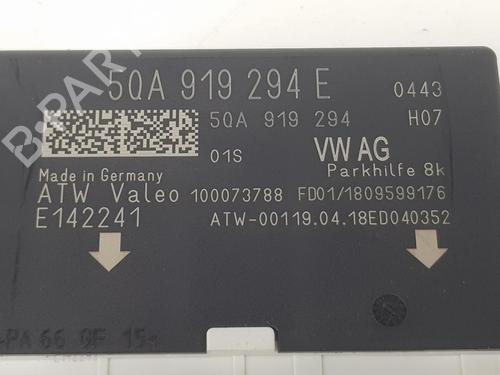 5QA 919 294 E 0443
5QA 919 294 H07
01S VW AG
Parkhilfe 8k
Made in Germany
ATW Valeo 100073788 FD01/1809599176
E142241 ATW-00119.04.18ED040352
-PA 66 GF 15
B-PARTS